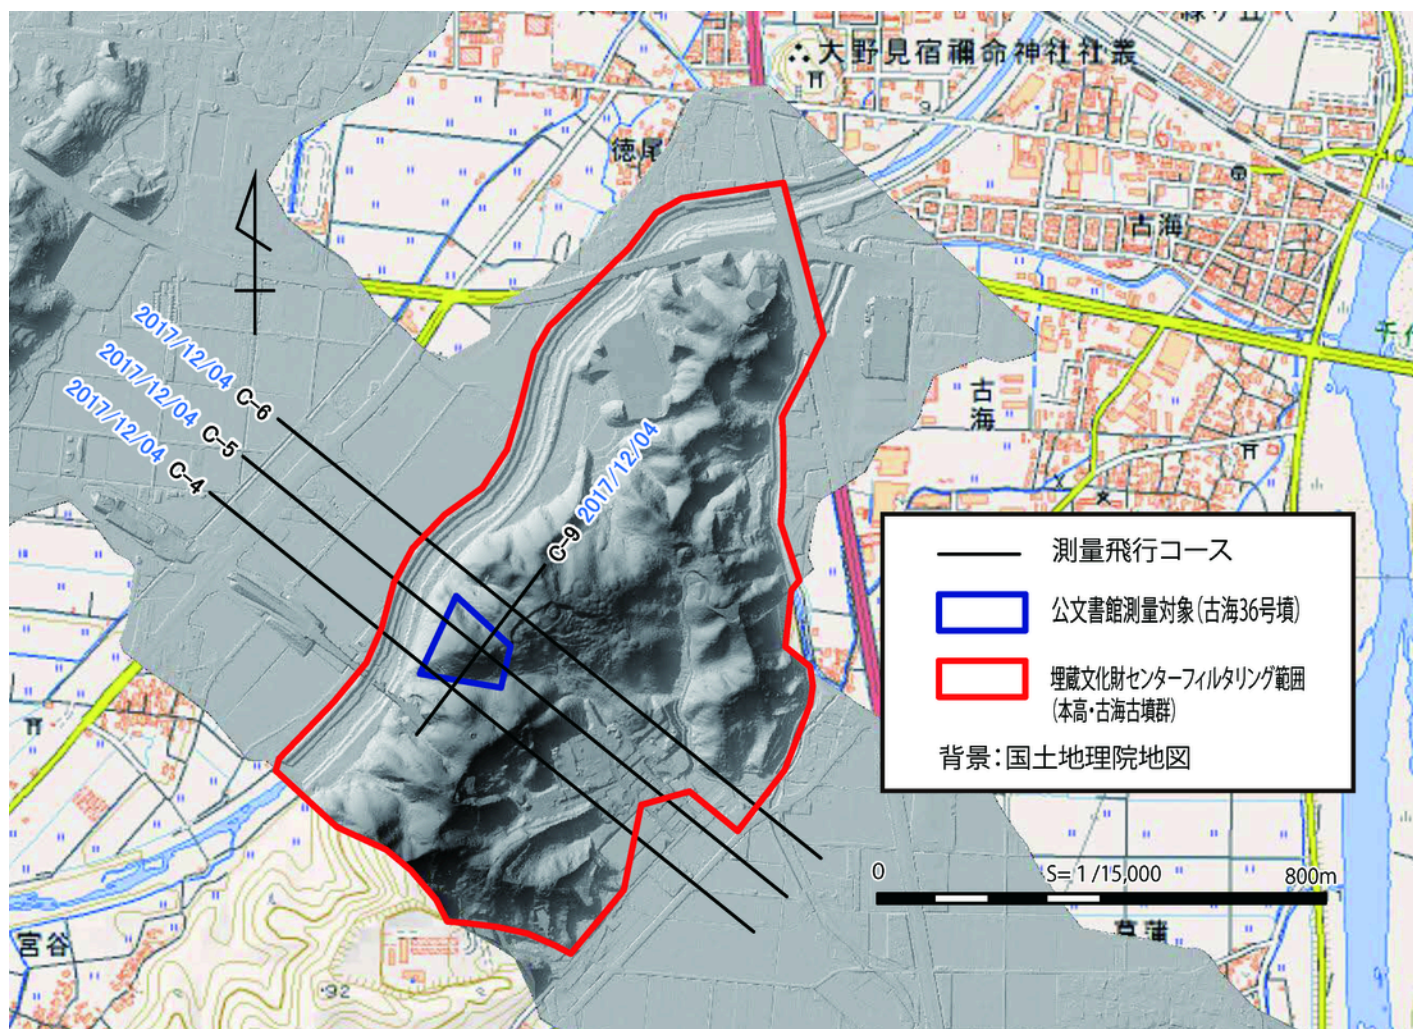 大野見宿禰命神社社叢
徳尾
古海
2017/12/04 C-6
2017/12/04 C-5
2017/12/04 C-4
C-9 2017/12/04
古海
測量飛行コース
公文書館測量対象(古海36号墳)
埋蔵文化財センターフィルタリング範囲
(本高・古海古墳群)
背景:国土地理院地図
0 S= 1 /15,000 800m
宮谷
菖蒲
92